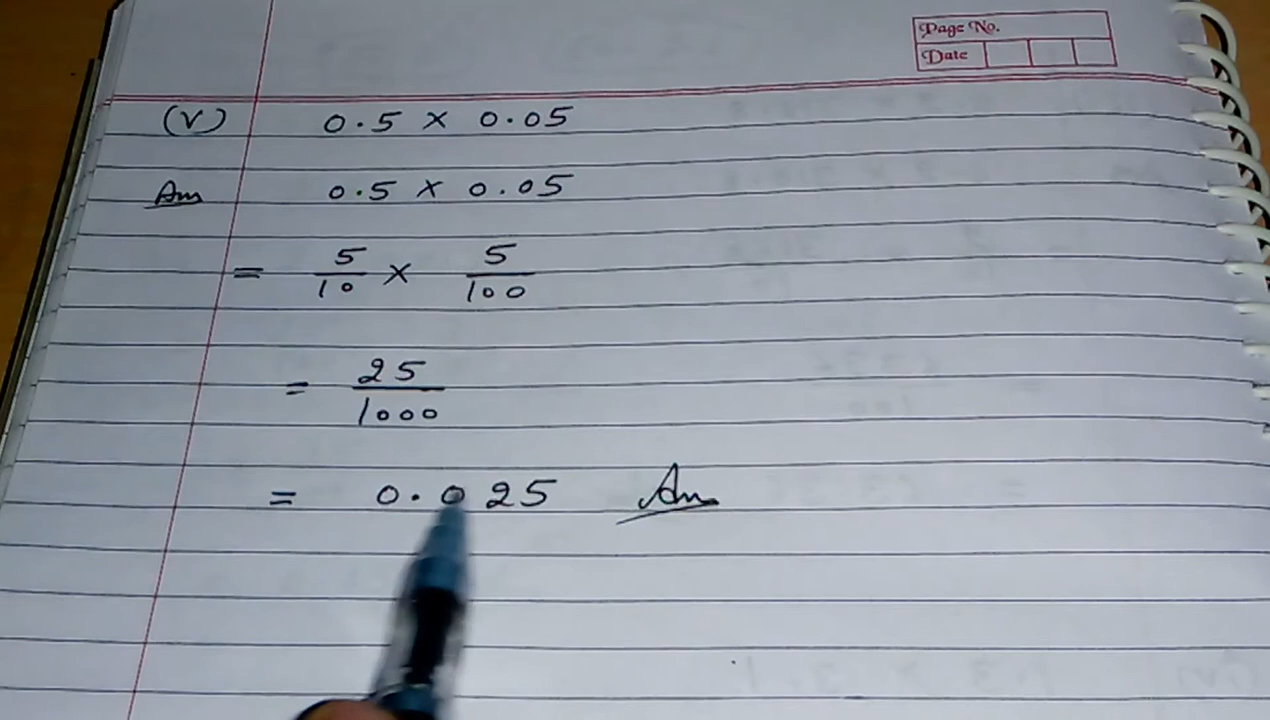 Page No.
Date
(V) 0.5 × 0.05
Ans 0.5 × 0.05
= 5/10 × 5/100
= 25/1000
= 0.025 Ans